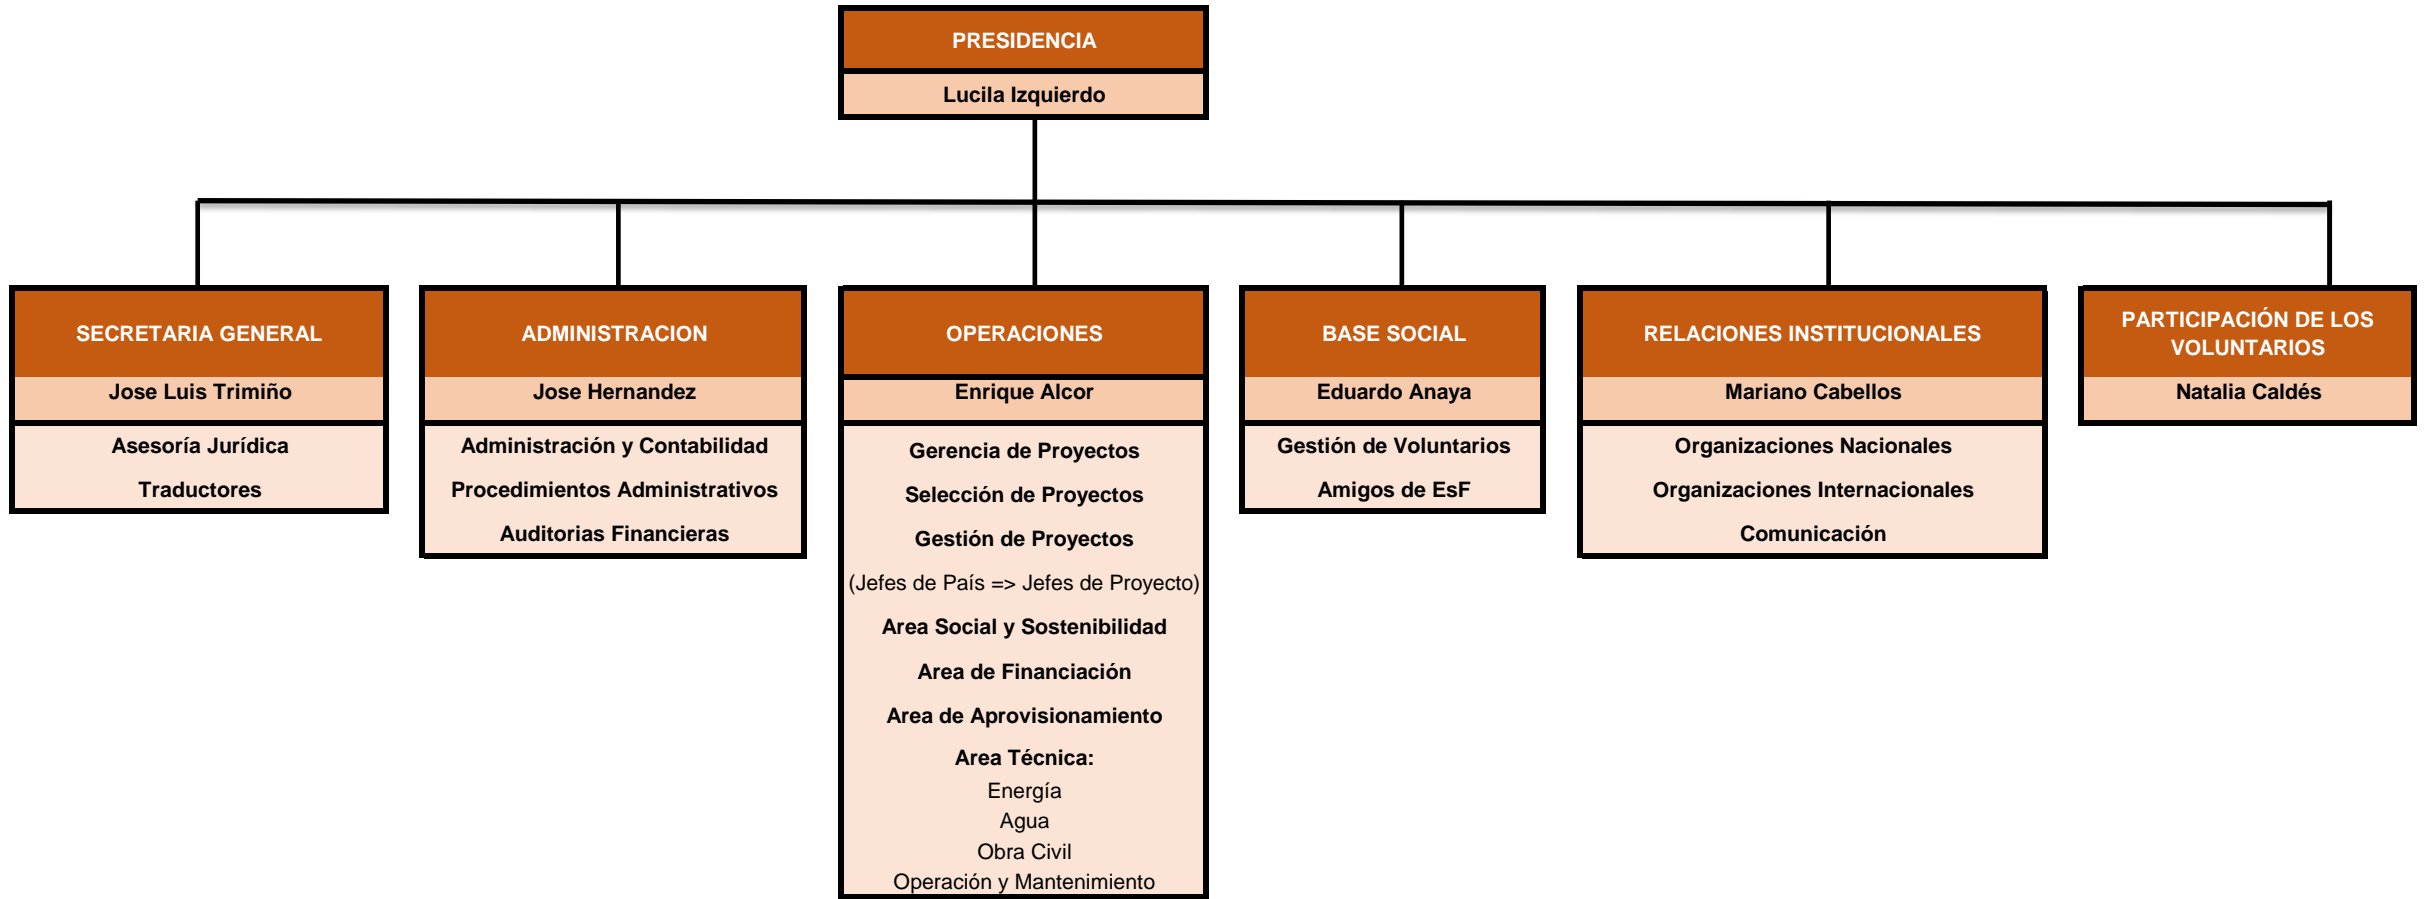 PRESIDENCIA
Lucila Izquierdo
SECRETARIA GENERAL
Jose Luis Trimiño
Asesoría Jurídica
Traductores
ADMINISTRACION
Jose Hernandez
Administración y Contabilidad
Procedimientos Administrativos
Auditorias Financieras
OPERACIONES
Enrique Alcor
Gerencia de Proyectos
Selección de Proyectos
Gestión de Proyectos
(Jefes de País => Jefes de Proyecto)
Area Social y Sostenibilidad
Area de Financiación
Area de Aprovisionamiento
Area Técnica:
Energía
Agua
Obra Civil
Operación y Mantenimiento
BASE SOCIAL
Eduardo Anaya
Gestión de Voluntarios
Amigos de EsF
RELACIONES INSTITUCIONALES
Mariano Cabellos
Organizaciones Nacionales
Organizaciones Internacionales
Comunicación
PARTICIPACIÓN DE LOS
VOLUNTARIOS
Natalia Caldés